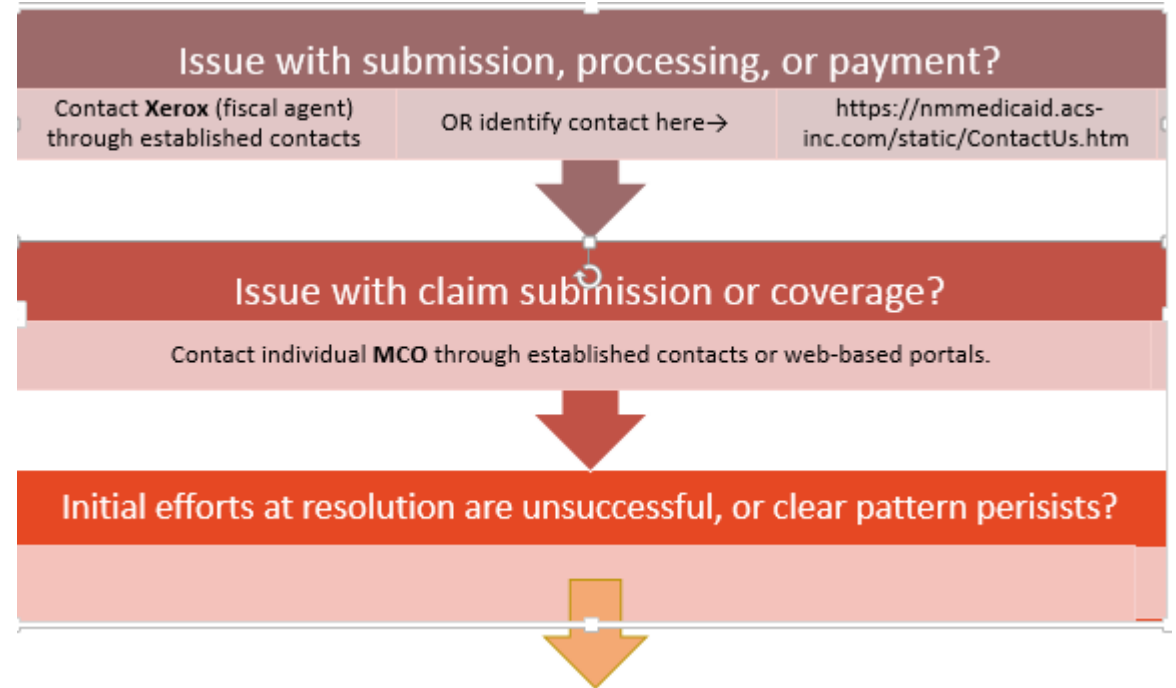 Issue with submission, processing, or payment?
Contact Xerox (fiscal agent)
through established contacts
OR identify contact here→
https://nmmedicaid.acs-
inc.com/static/ContactUs.htm
Issue with claim submission or coverage?
Contact individual MCO through established contacts or web-based portals.
Initial efforts at resolution are unsuccessful, or clear pattern perisists?